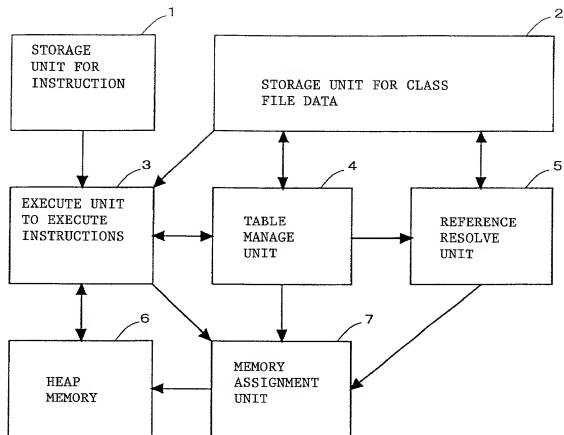 1
STORAGE
UNIT FOR
INSTRUCTION
2
STORAGE UNIT FOR CLASS
FILE DATA
3
EXECUTE UNIT
TO EXECUTE
INSTRUCTIONS
4
TABLE
MANAGE
UNIT
5
REFERENCE
RESOLVE
UNIT
6
HEAP
MEMORY
7
MEMORY
ASSIGNMENT
UNIT